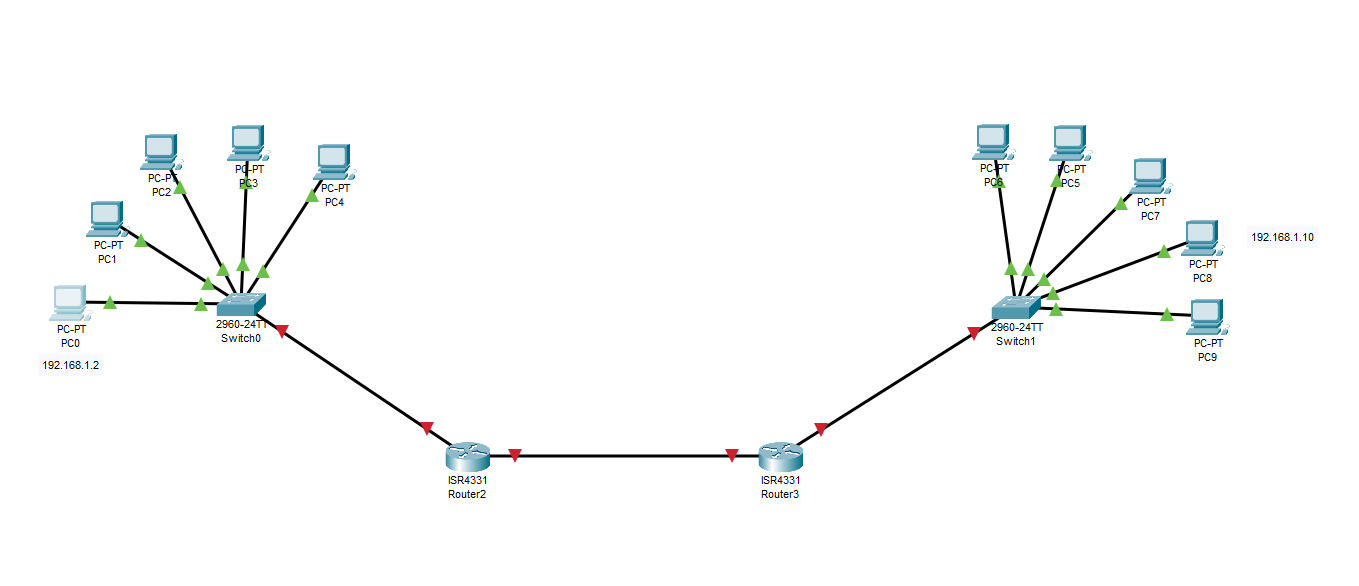 PC-PT
PC3
PC-PT
PC2
PC-PT
PC4
PC-PT
PC1
PC-PT
PC0
192.168.1.2
2960-24TT
Switch0
PC-PT
PC6
PC-PT
PC5
PC-PT
PC7
PC-PT
PC8
192.168.1.10
PC-PT
PC9
2960-24TT
Switch1
ISR4331
Router2
ISR4331
Router3